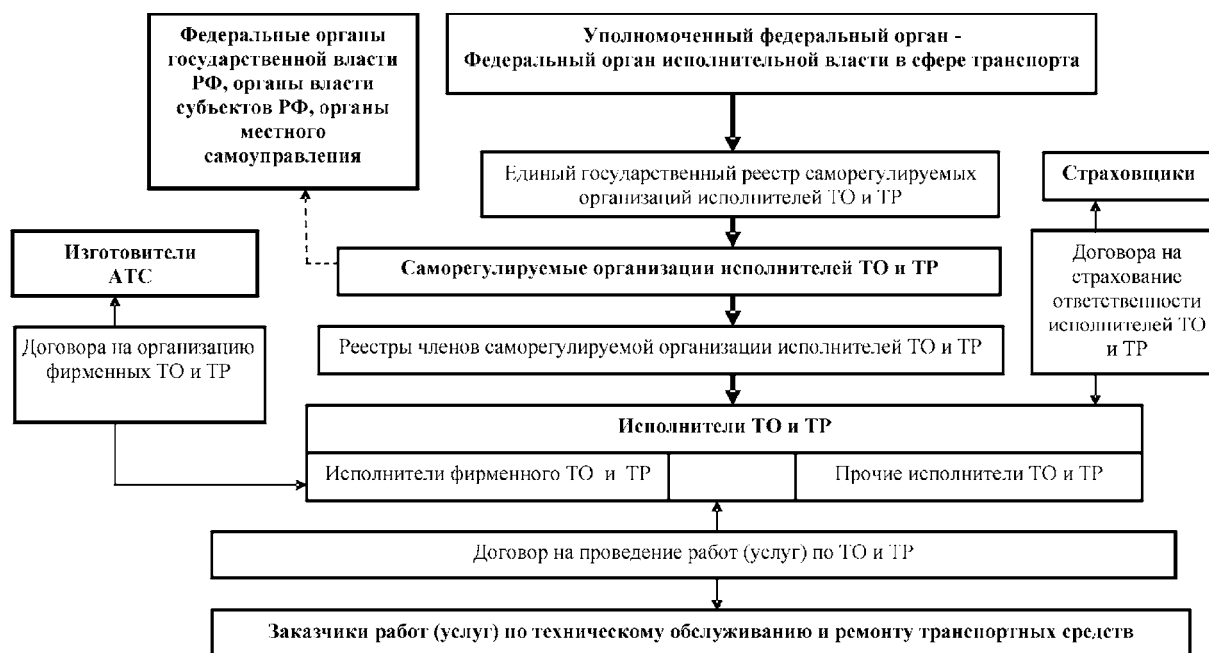 Федеральные органы
государственной власти
РФ, органы власти
субъектов РФ, органы
местного
самоуправления
Уполномоченный федеральный орган -
Федеральный орган исполнительной власти в сфере транспорта
Единый государственный реестр саморегулируемых
организаций исполнителей ТО и ТР
Страховщики
Изготовители
АТС
Саморегулируемые организации исполнителей ТО и ТР
Договора на
страхование
ответственности
исполнителей ТО
и ТР
Договора на организацию
фирменных ТО и ТР
Реестры членов саморегулируемой организации исполнителей ТО и ТР
Исполнители ТО и ТР
Исполнители фирменного ТО и ТР
Прочие исполнители ТО и ТР
Договор на проведение работ (услуг) по ТО и ТР
Заказчики работ (услуг) по техническому обслуживанию и ремонту транспортных средств